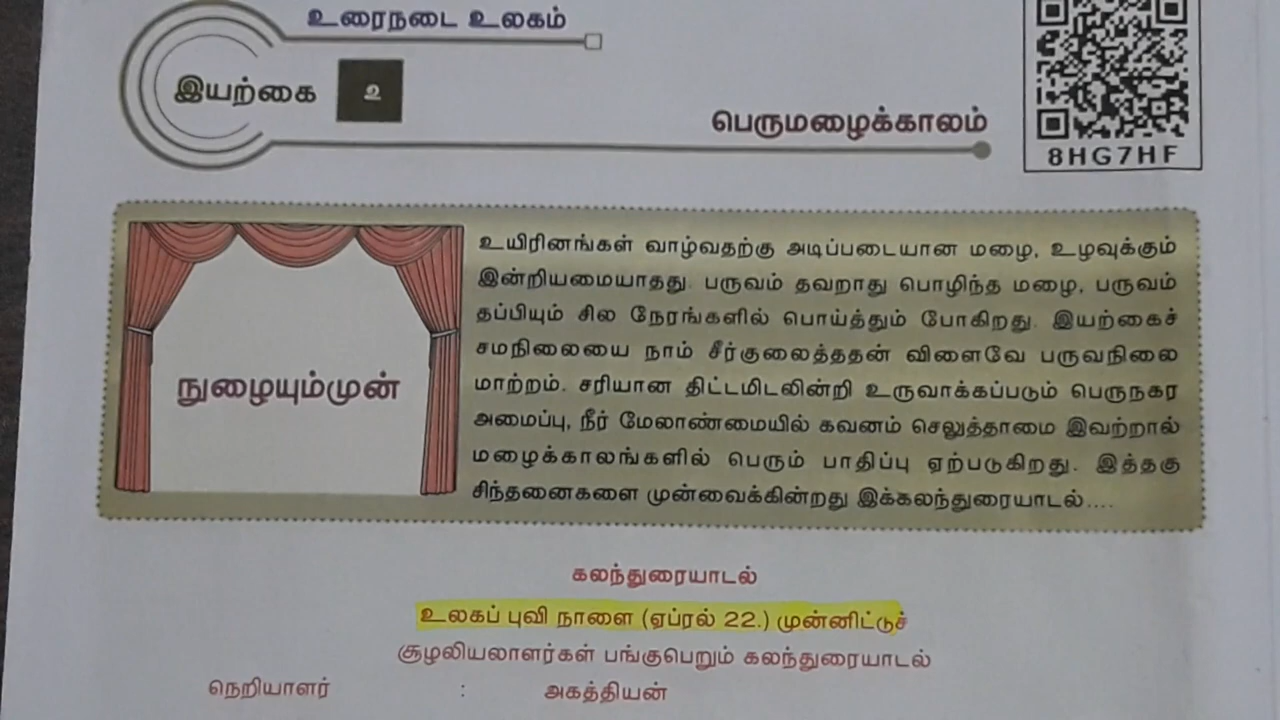 உரைநடை உலகம்
இயற்கை
உ
பெருமழைக்காலம்
8HG7HF
நுழையும்முன்
உயிரினங்கள் வாழ்வதற்கு அடிப்படையான மழை, உழவுக்கும்
இன்றியமையாதது. பருவம் தவறாது பொழிந்த மழை, பருவம்
தப்பியும் சில நேரங்களில் பொய்த்தும் போகிறது. இயற்கைச்
சமநிலையை நாம் சீர்குலைத்ததன் விளைவே பருவநிலை
மாற்றம். சரியான திட்டமிடலின்றி உருவாக்கப்படும் பெருநகர
அமைப்பு, நீர் மேலாண்மையில் கவனம் செலுத்தாமை இவற்றால்
மழைக்காலங்களில் பெரும் பாதிப்பு ஏற்படுகிறது. இத்தகு
சிந்தனைகளை முன்வைக்கின்றது இக்கலந்துரையாடல்....
கலந்துரையாடல்
உலகப் புவி நாளை (ஏப்ரல் 22.) முன்னிட்டுச்
சூழலியலாளர்கள் பங்குபெறும் கலந்துரையாடல்
நெறியாளர் : அகத்தியன்